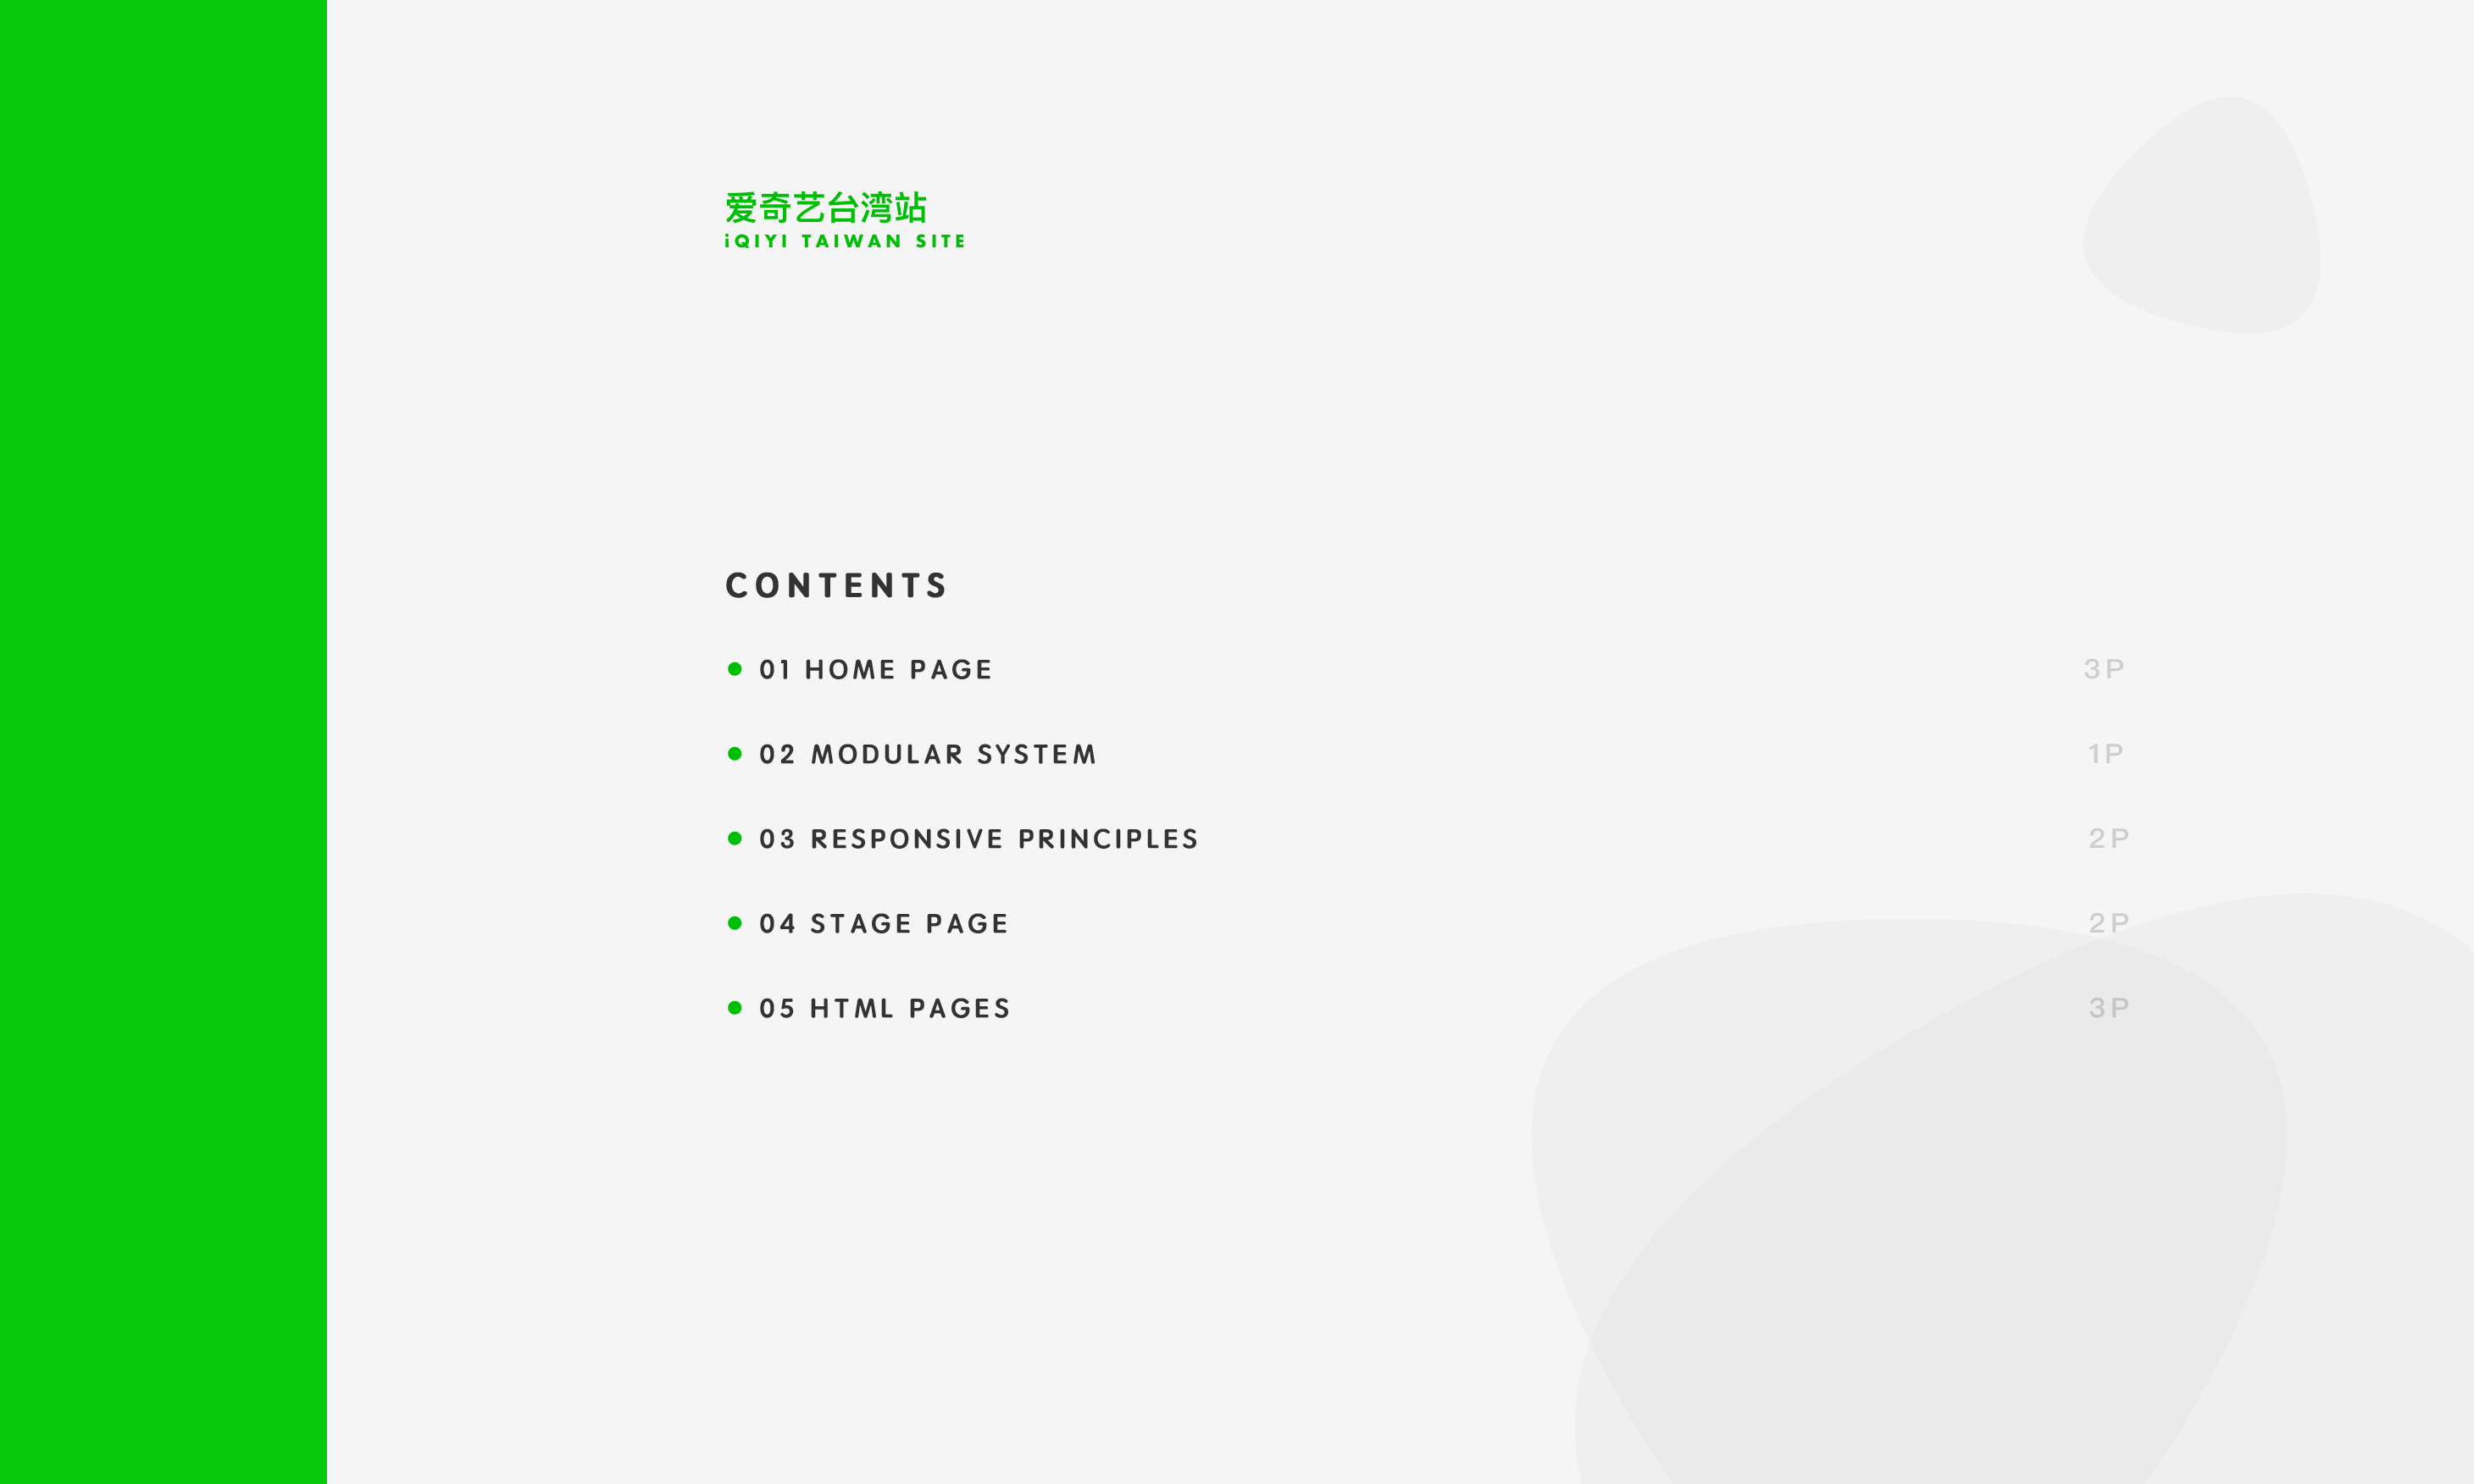 爱奇艺台湾站
iQIYI TAIWAN SITE
CONTENTS
01 HOME PAGE 3P
02 MODULAR SYSTEM 1P
03 RESPONSIVE PRINCIPLES 2P
04 STAGE PAGE 2P
05 HTML PAGES 3P